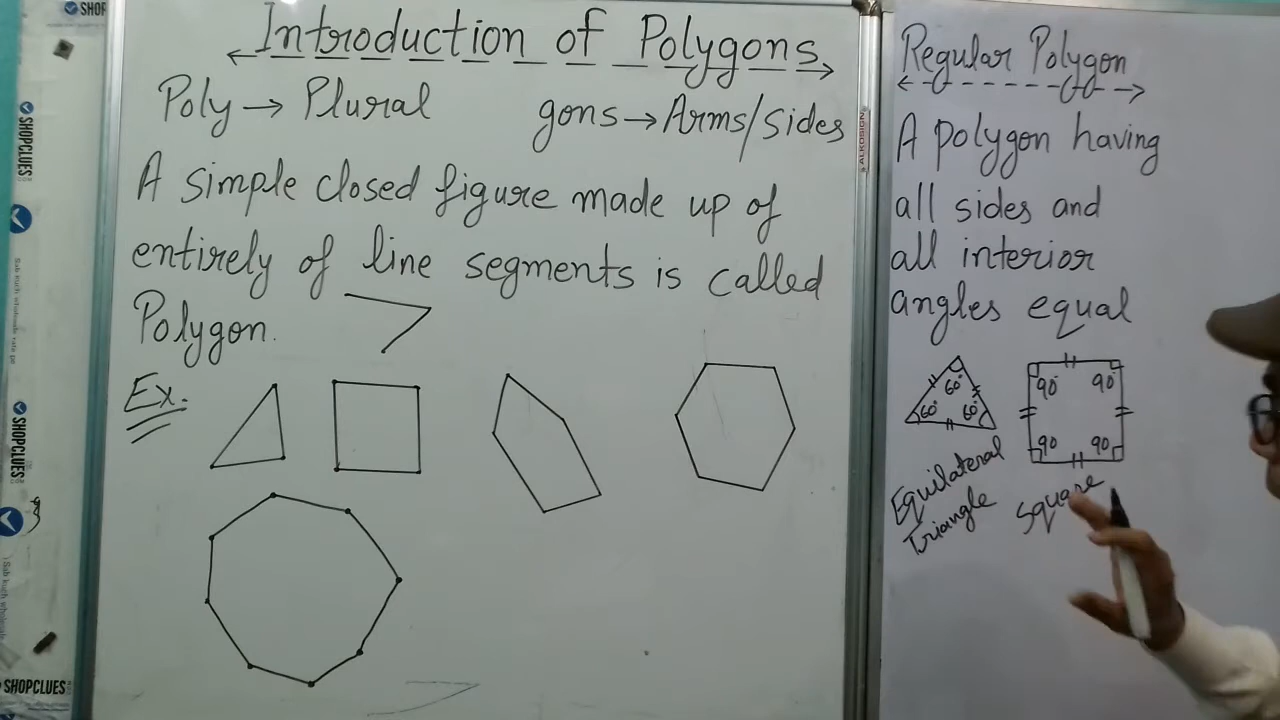 Introduction of Polygons
Poly → Plural gons → Arms/sides
A simple closed figure made up of
entirely of line segments is called
Polygon.
Ex.
Regular Polygon
A polygon having
all sides and
all interior
angles equal
60°
60° 60°
Equilateral
Triangle
90° 90°
90 90
Square
SHOP
SHOPCLUES
SHOPCLUES
SHOPCLUES
ALKOSION